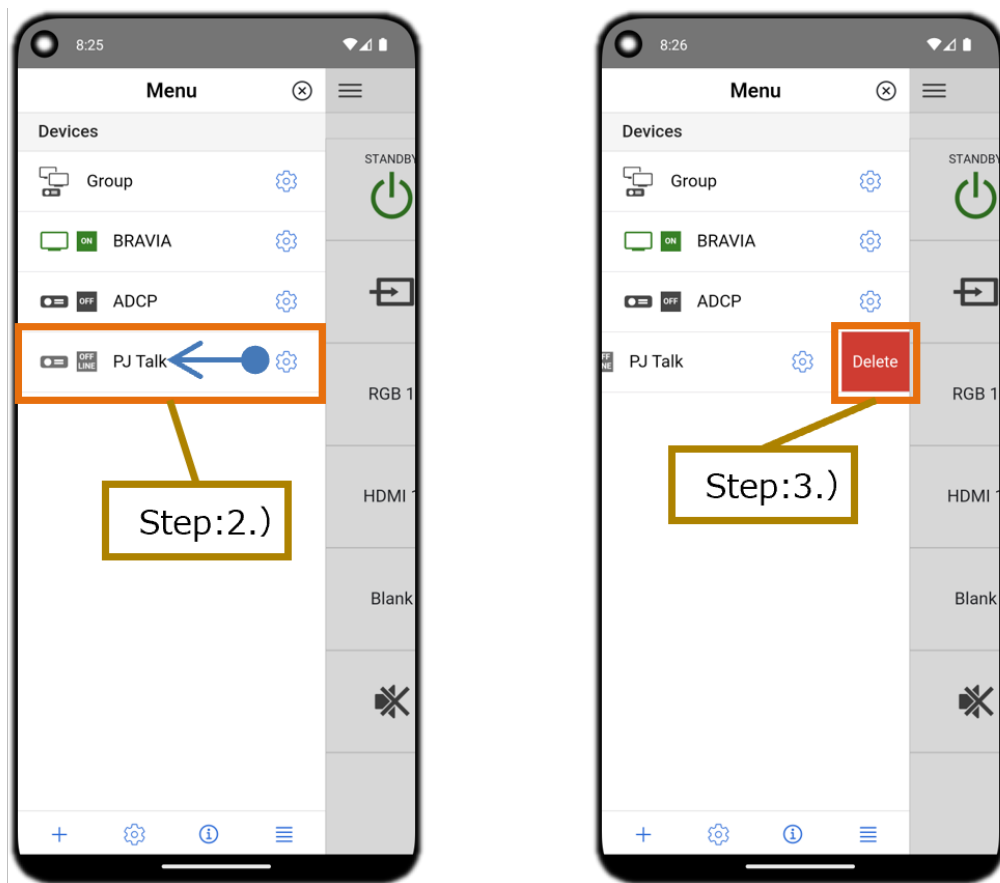 8:25
Menu
Devices
STANDBY
Group
ON
BRAVIA
OFF
ADCP
OFF
LINE
PJ Talk
RGB 1
Step:2.)
HDMI 1
Blank
8:26
Menu
Devices
STANDBY
Group
ON
BRAVIA
OFF
ADCP
FF
NE
PJ Talk
Delete
RGB 1
Step:3.)
HDMI 1
Blank